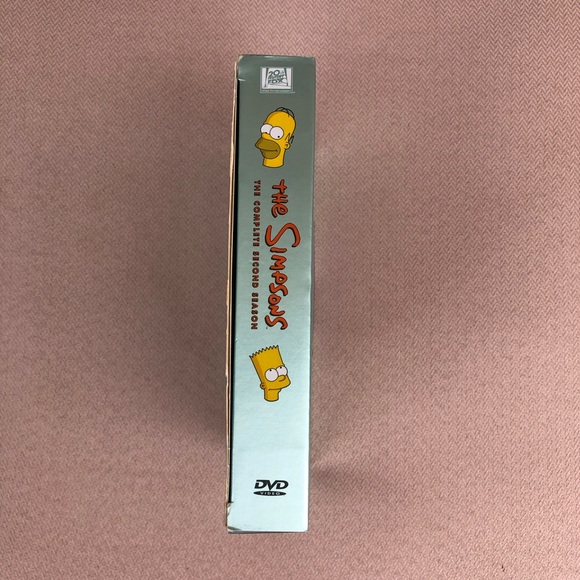 20th
CENTURY
FOX
THE SIMPSONS
THE COMPLETE SECOND SEASON
DVD
VIDEO